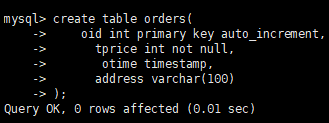 mysql> create table orders(
    ->     oid int primary key auto_increment,
    ->       tprice int not null,
    ->        otime timestamp,
    ->       address varchar(100)
    -> );
Query OK, 0 rows affected (0.01 sec)